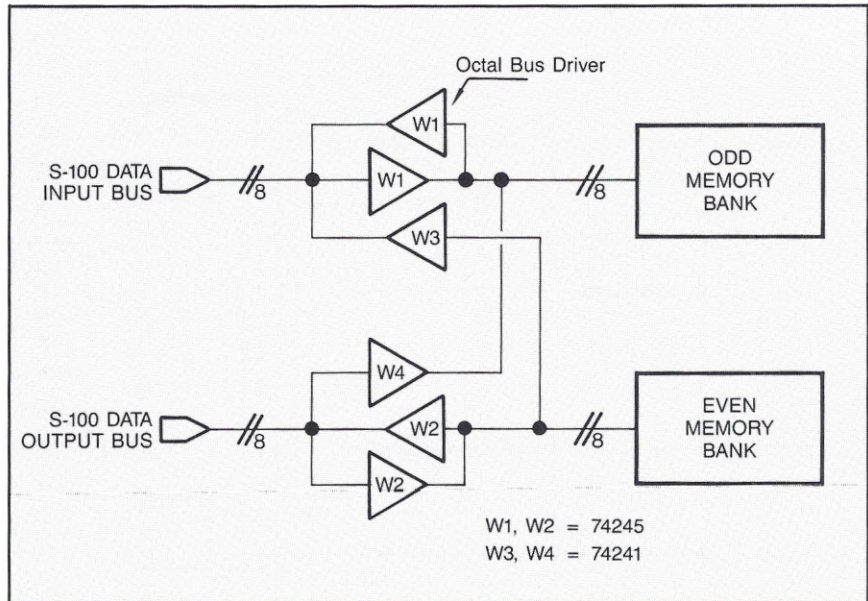 Octal Bus Driver
W1
S-100 DATA
INPUT BUS
8
W1
8
ODD
MEMORY
BANK
W3
W4
S-100 DATA
OUTPUT BUS
8
W2
8
EVEN
MEMORY
BANK
W2
W1, W2 = 74245
W3, W4 = 74241